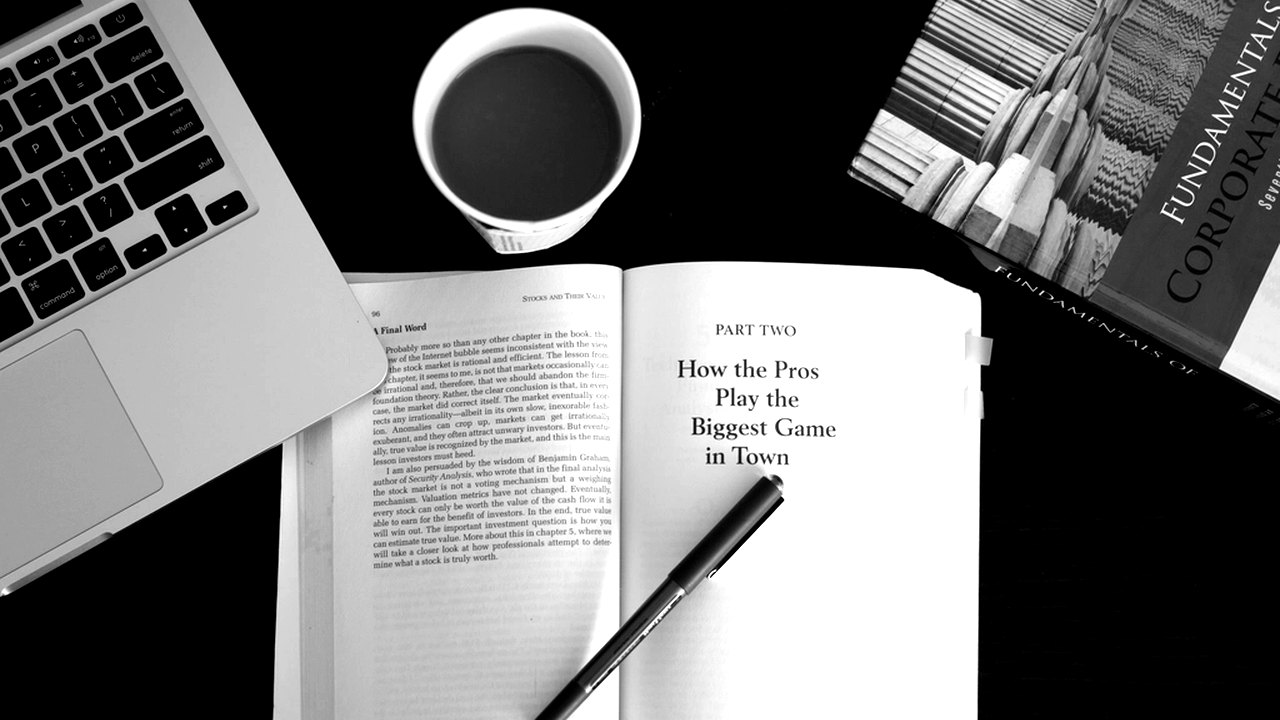 delete
return
shift
option
command
STOCKS AND THEIR VALUE
96
A Final Word
Probably more so than any other chapter in the book, this
of the Internet bubble seems inconsistent with the view
the stock market is rational and efficient. The lesson from
chapter, it seems to me, is not that markets occasionally can
be irrational and, therefore, that we should abandon the firm-
foundation theory. Rather, the clear conclusion is that, in every
case, the market did correct itself. The market eventually cor-
rects any irrationality—albeit in its own slow, inexorable fash-
ion. Anomalies can crop up, markets can get irrationally
exuberant, and they often attract unwary investors. But eventu-
ally, true value is recognized by the market, and this is the main
lesson investors must heed.
I am also persuaded by the wisdom of Benjamin Graham,
author of Security Analysis, who wrote that in the final analysis
the stock market is not a voting mechanism but a weighing
mechanism. Valuation metrics have not changed. Eventually,
every stock can only be worth the value of the cash flow it is
able to earn for the benefit of investors. In the end, true value
will win out. The important investment question is how you
can estimate true value. More about this in chapter 5, where we
will take a closer look at how professionals attempt to deter-
mine what a stock is truly worth.
PART TWO
How the Pros
Play the
Biggest Game
in Town
FUNDAMENTALS
CORPORATE
FUNDAMENTALS OF